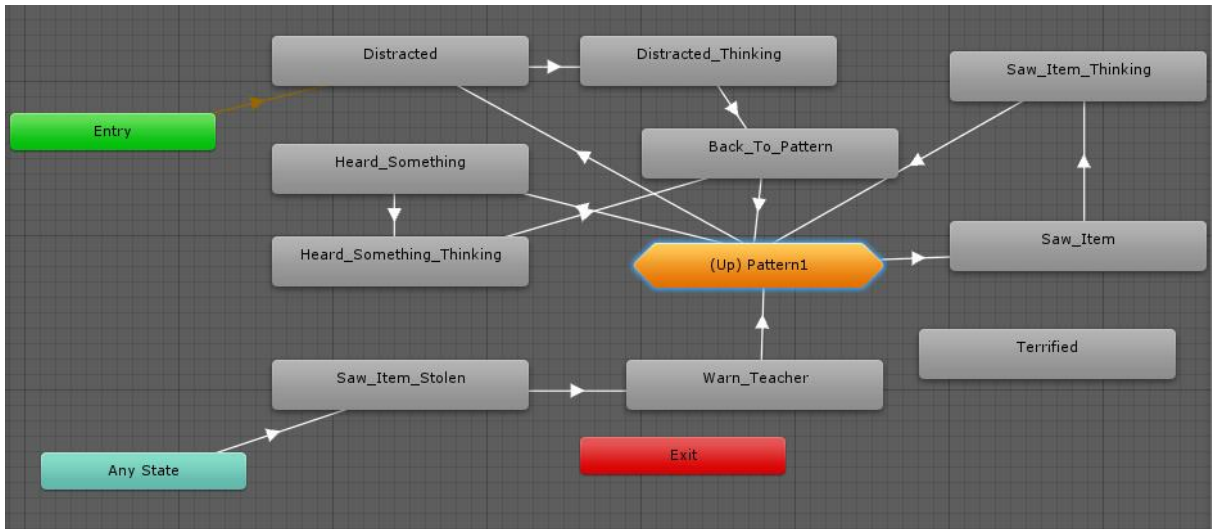 Distracted
Distracted_Thinking
Saw_Item_Thinking
Entry
Back_To_Pattern
Heard_Something
Saw_Item
Heard_Something_Thinking
(Up) Pattern1
Terrified
Saw_Item_Stolen
Warn_Teacher
Exit
Any State